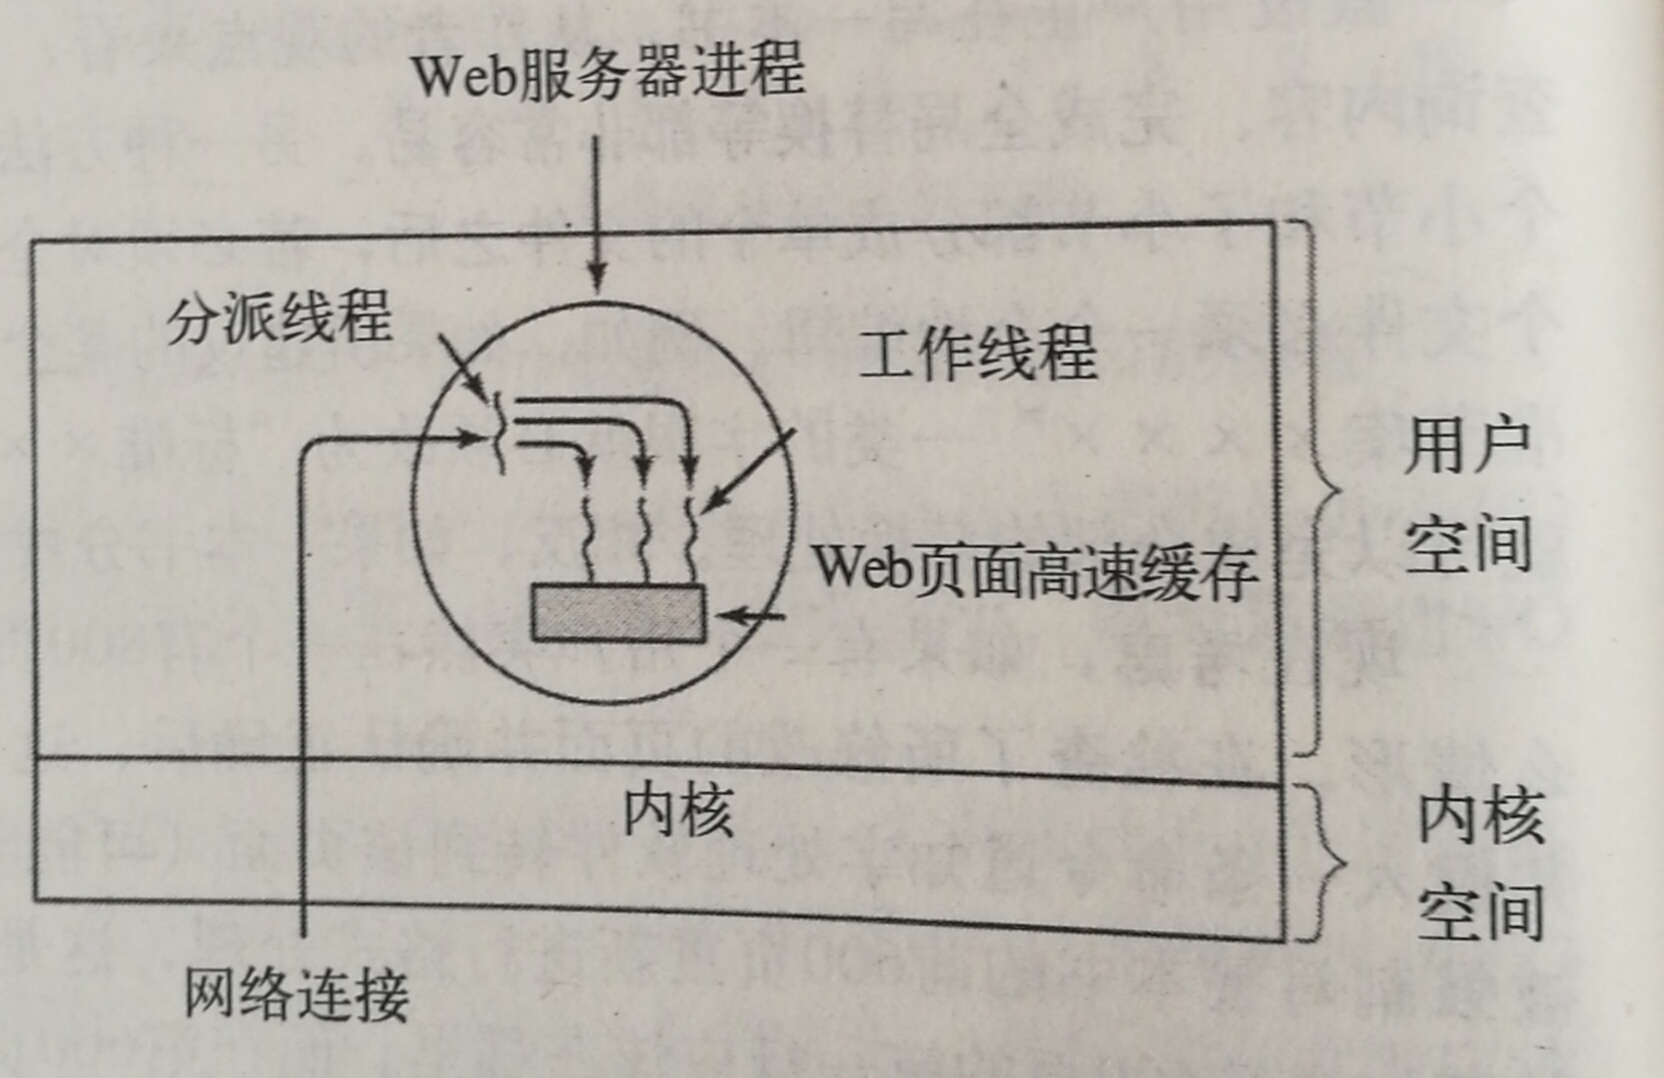 Web服务器进程
分派线程
工作线程
Web页面高速缓存
用户
空间
内核
内核
空间
网络连接